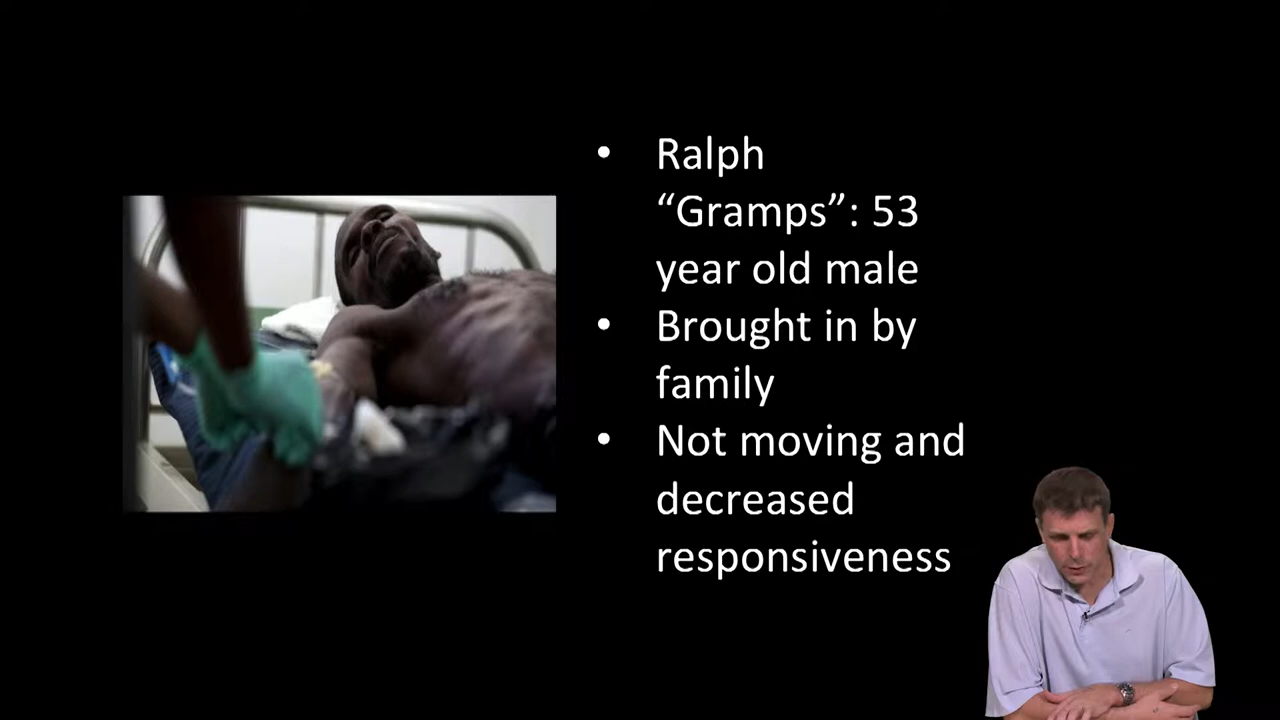 • Ralph
“Gramps”: 53
year old male
• Brought in by
family
• Not moving and
decreased
responsiveness